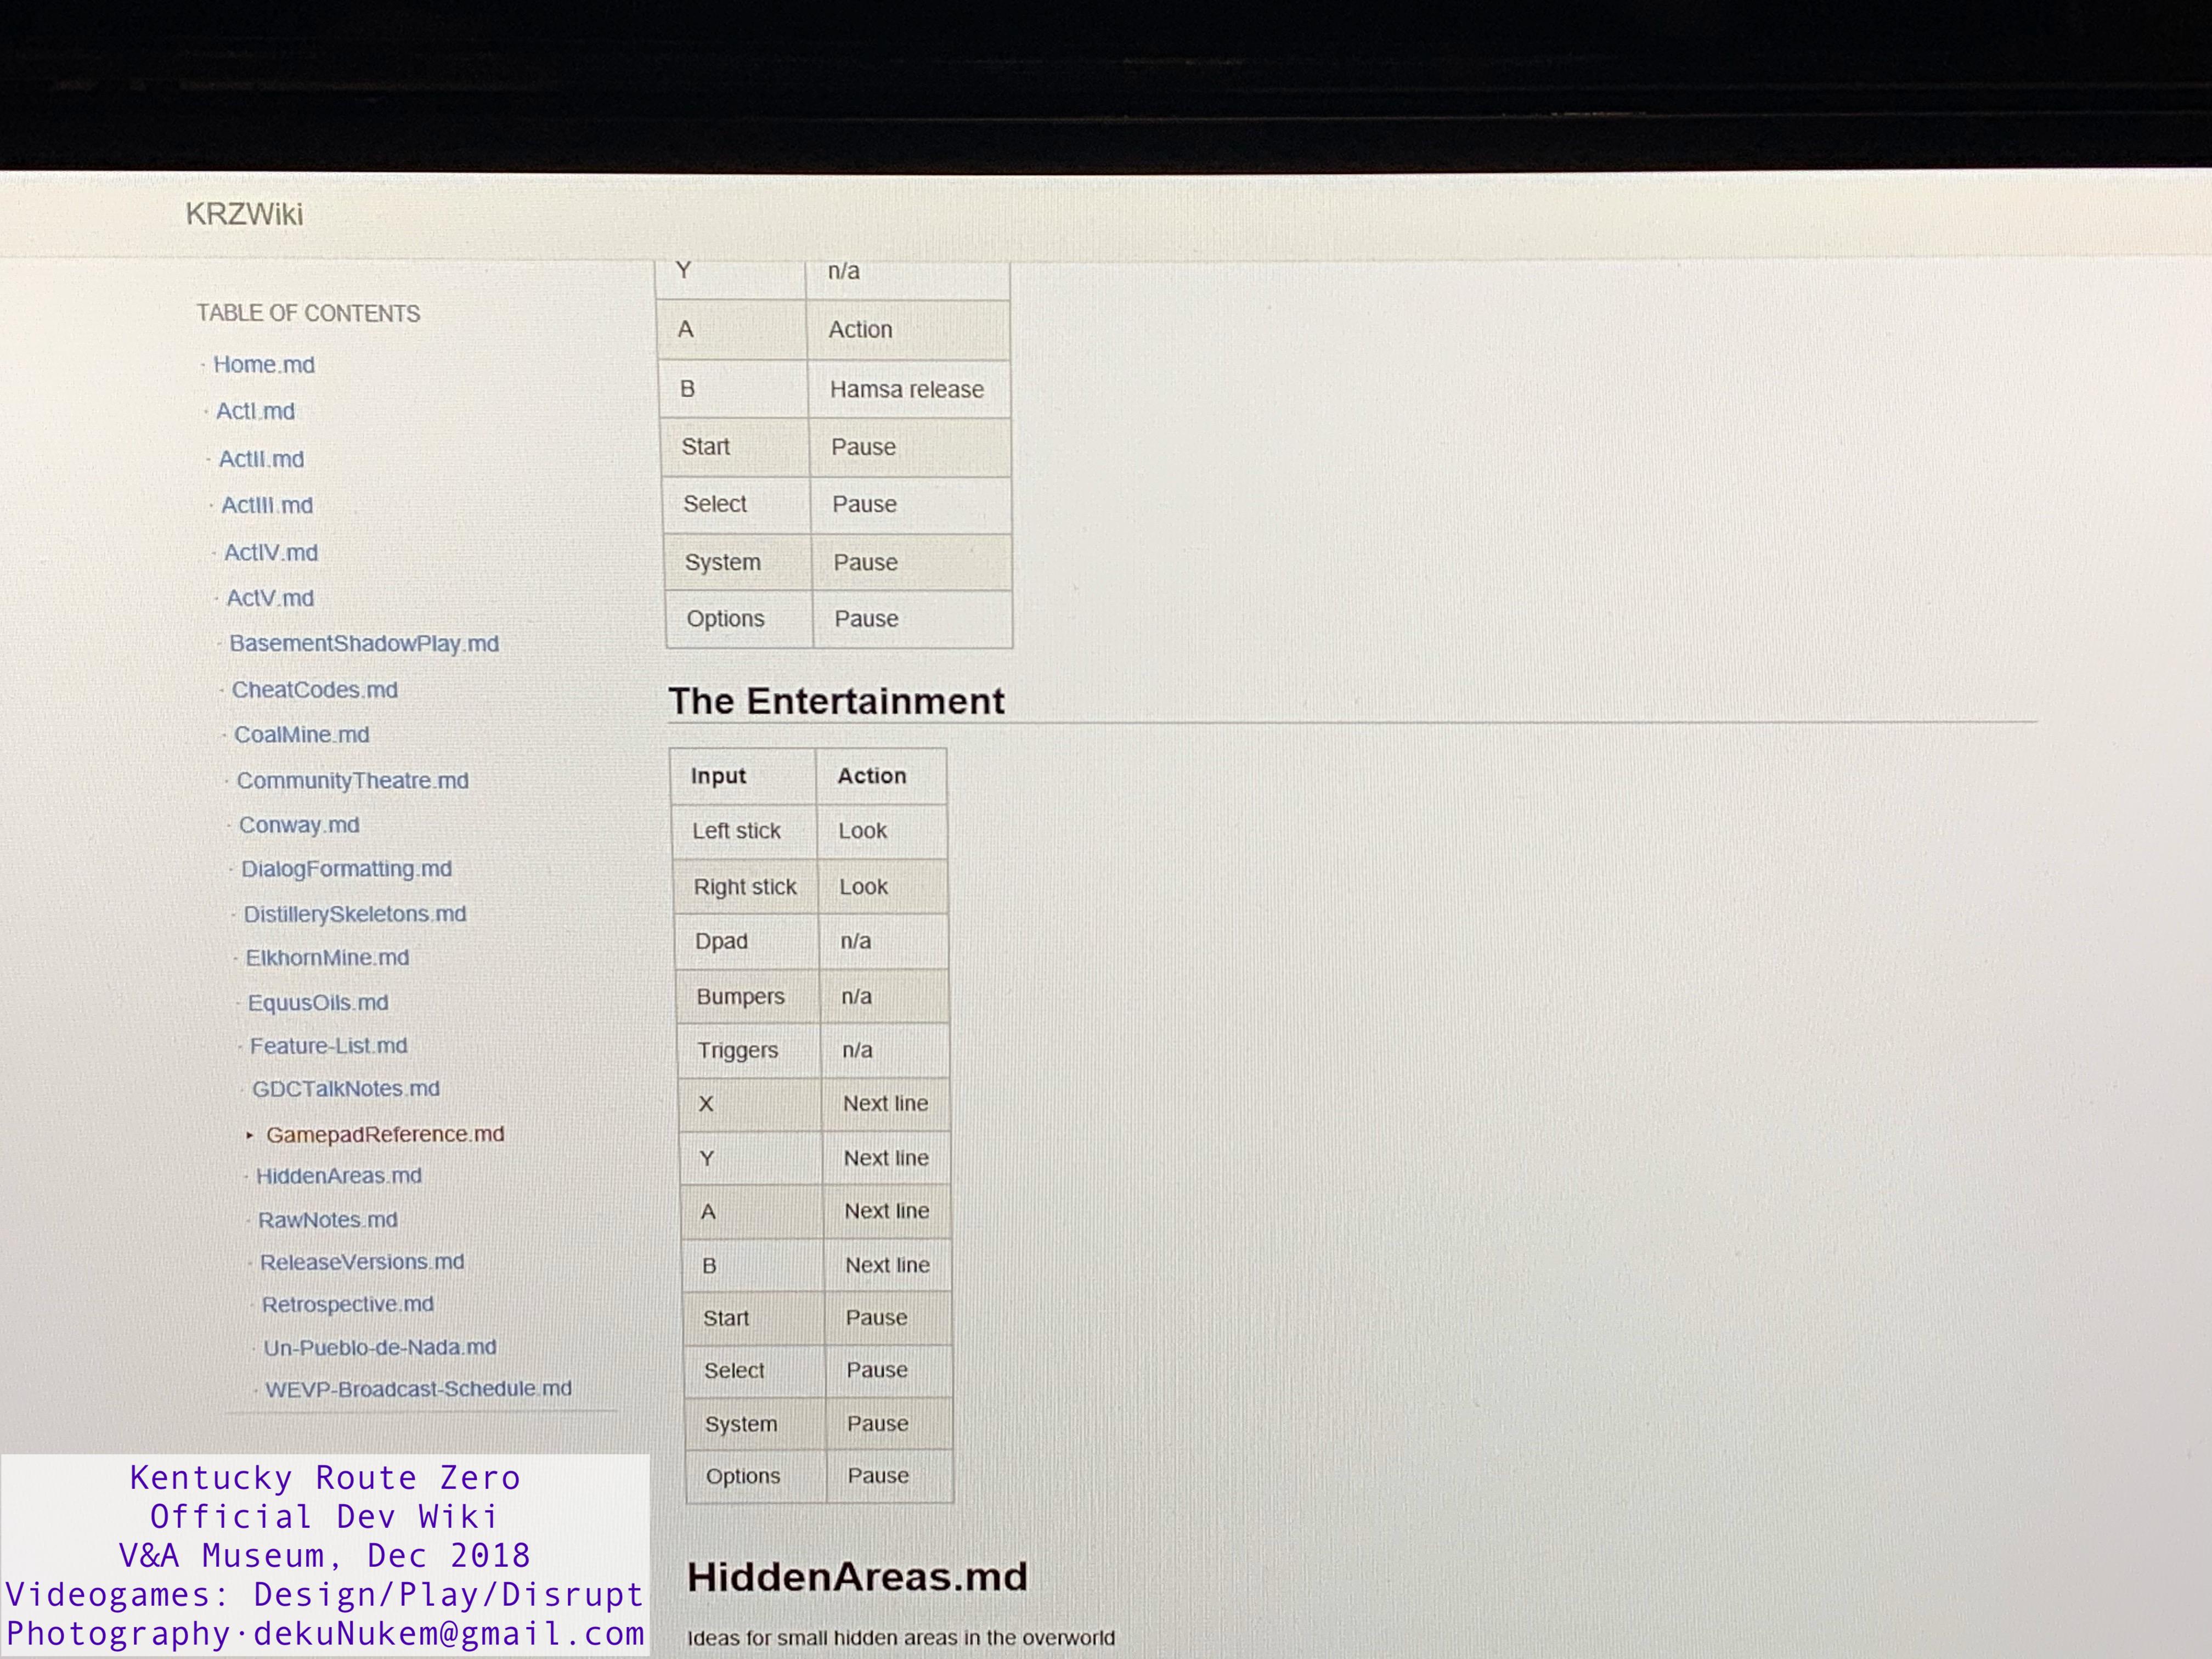 KRZWiki
TABLE OF CONTENTS
Home.md
ActI.md
ActII.md
ActIII.md
ActIV.md
ActV.md
BasementShadowPlay.md
CheatCodes.md
CoalMine.md
CommunityTheatre.md
Conway.md
DialogFormatting.md
DistillerySkeletons.md
ElkhornMine.md
EquusOils.md
Feature-List.md
GDCTalkNotes.md
GamepadReference.md
HiddenAreas.md
RawNotes.md
ReleaseVersions.md
Retrospective.md
Un-Pueblo-de-Nada.md
WEVP-Broadcast-Schedule.md
Y n/a
A Action
B Hamsa release
Start Pause
Select Pause
System Pause
Options Pause
The Entertainment
Input Action
Left stick Look
Right stick Look
Dpad n/a
Bumpers n/a
Triggers n/a
X Next line
Y Next line
A Next line
B Next line
Start Pause
Select Pause
System Pause
Options Pause
HiddenAreas.md
Ideas for small hidden areas in the overworld
Kentucky Route Zero
Official Dev Wiki
V&A Museum, Dec 2018
Videogames: Design/Play/Disrupt
Photography·dekuNukem@gmail.com